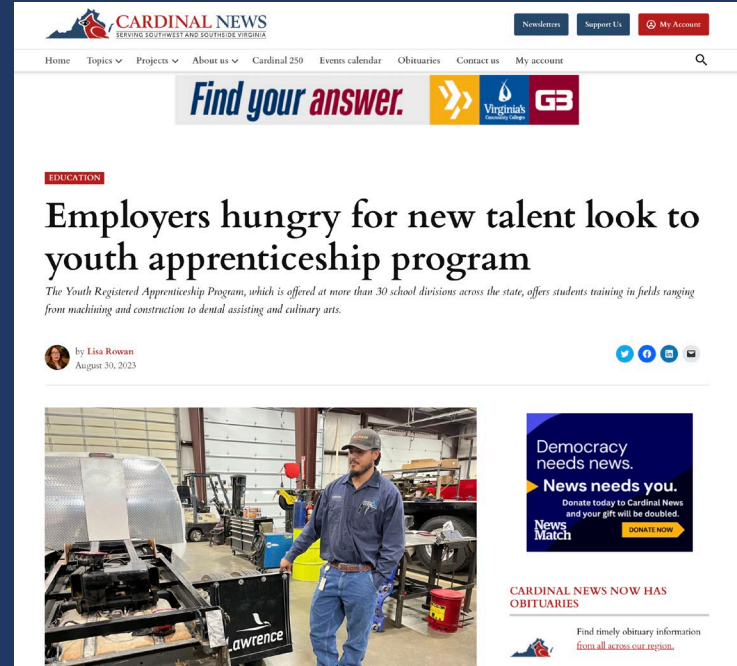 CARDINAL NEWS
SERVING SOUTHWEST AND SOUTHSIDE VIRGINIA
Newsletters
Support Us
My Account
Home
Topics
Projects
About us
Cardinal 250
Events calendar
Obituaries
Contact us
My account
Find your answer.
Virginia's
Community Colleges
G3
EDUCATION
Employers hungry for new talent look to
youth apprenticeship program
The Youth Registered Apprenticeship Program, which is offered at more than 30 school divisions across the state, offers students training in fields ranging
from machining and construction to dental assisting and culinary arts.
by Lisa Rowan
August 30, 2023
Lawrence
Democracy
needs news.
News needs you.
Donate today to Cardinal News
and your gift will be doubled.
News
Match
DONATE NOW
CARDINAL NEWS NOW HAS
OBITUARIES
Find timely obituary information
from all across our region.